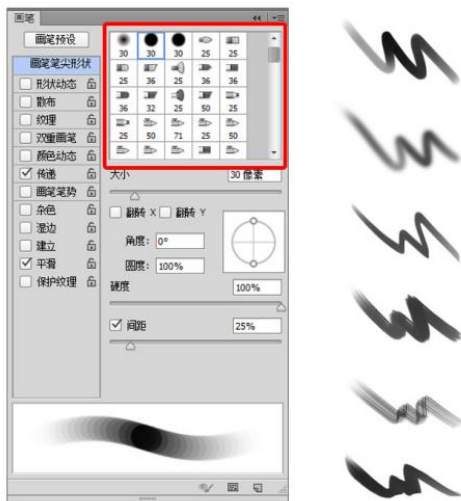 画笔
画笔预设
画笔笔尖形状
形状动态
散布
纹理
双重画笔
颜色动态
传递
画笔笔势
杂色
湿边
建立
平滑
保护纹理
30 30 30 25 25
25 36 25 36 36
36 32 25 50 25
25 50 71 25 50
大小 30 像素
翻转 X 翻转 Y
角度: 0°
圆度: 100%
硬度 100%
间距 25%